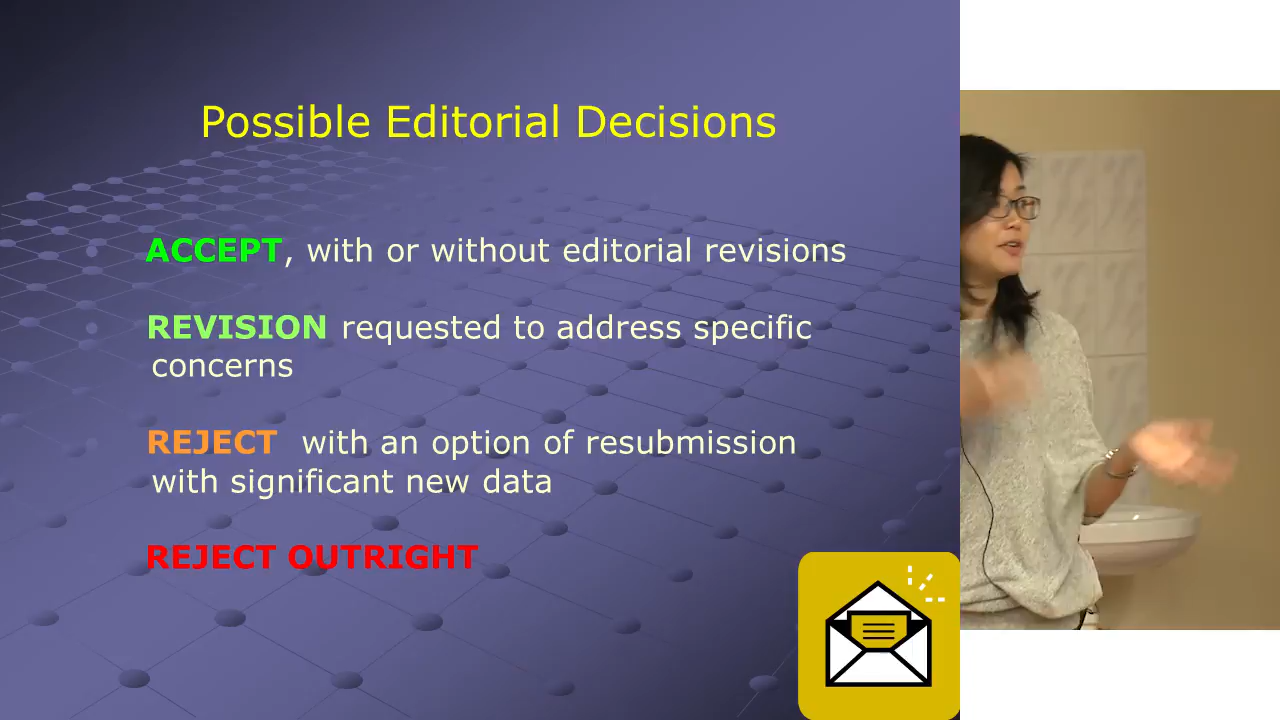 Possible Editorial Decisions
ACCEPT, with or without editorial revisions
REVISION requested to address specific
concerns
REJECT with an option of resubmission
with significant new data
REJECT OUTRIGHT